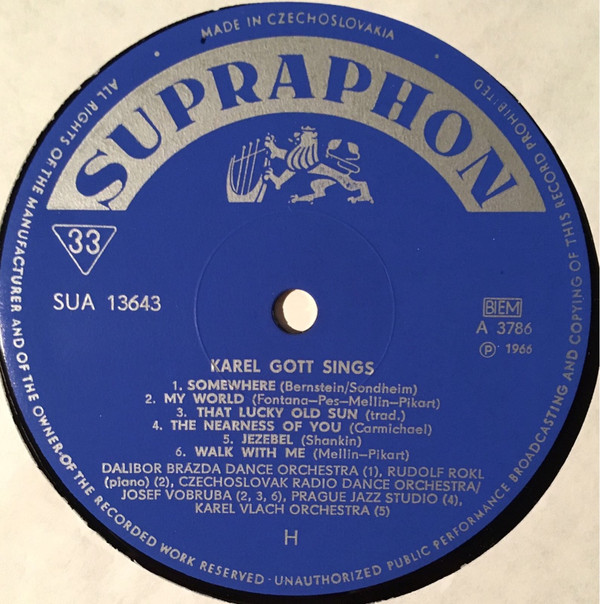 MADE IN CZECHOSLOVAKIA
ALL RIGHTS OF THE MANUFACTURER AND OF THE OWNER·OF THE RECORDED WORK RESERVED·UNAUTHORIZED PUBLIC PERFORMANCE BROADCASTING AND COPYING OF THIS RECORD PROHIBITED
SUPRAPHON
33
SUA 13643
BIEM
A 3786
Ⓟ 1966
KAREL GOTT SINGS
1. SOMEWHERE (Bernstein/Sondheim)
2. MY WORLD (Fontana-Pes-Mellin-Pikart)
3. THAT LUCKY OLD SUN (trad.)
4. THE NEARNESS OF YOU (Carmichael)
5. JEZEBEL (Shankin)
6. WALK WITH ME (Mellin-Pikart)
DALIBOR BRÁZDA DANCE ORCHESTRA (1), RUDOLF ROKL
(piano) (2), CZECHOSLOVAK RADIO DANCE ORCHESTRA/
JOSEF VOBRUBA (2, 3, 6), PRAGUE JAZZ STUDIO (4),
KAREL VLACH ORCHESTRA (5)
H